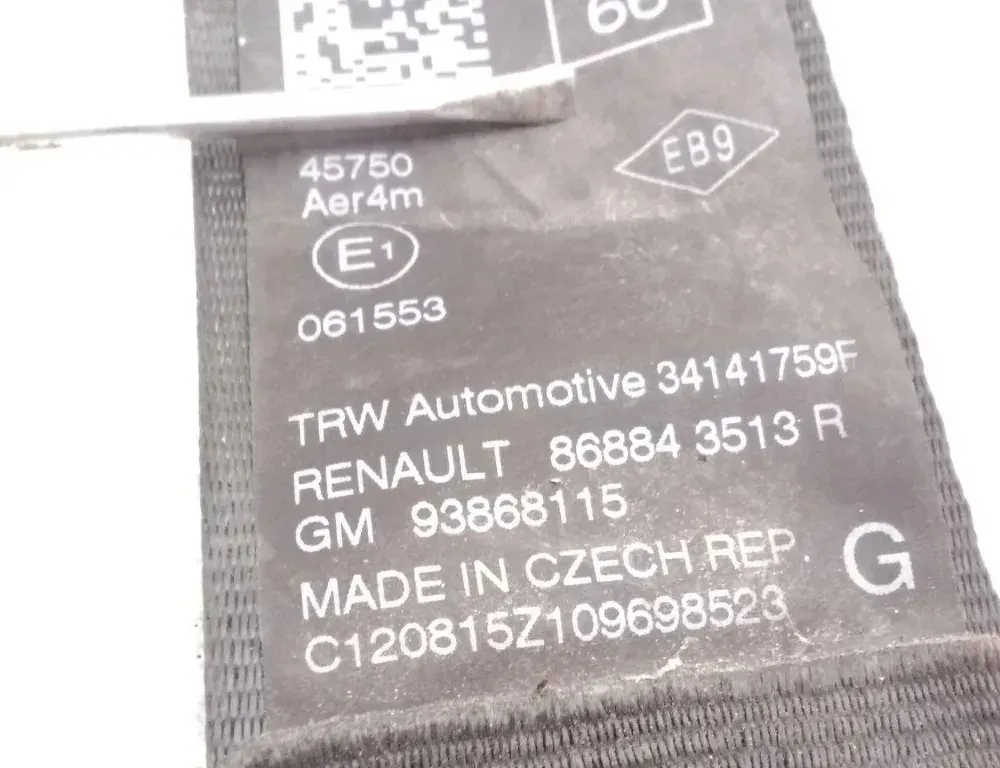 60
EB9
45750
Aer4m
E1
061553
TRW Automotive 34141759F
RENAULT 86884 3513 R
GM 93868115
MADE IN CZECH REP.
G
C120815Z109698523